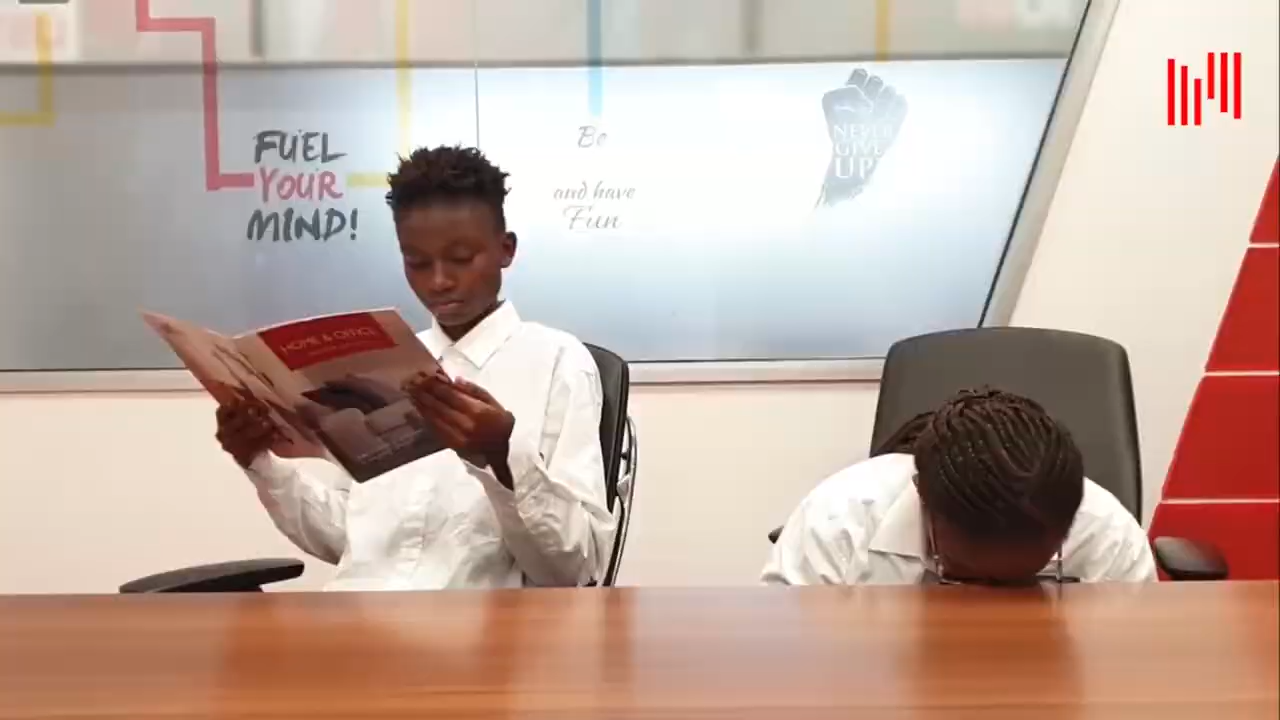 FUEL
YOUR
MIND!
Be
and have
Fun
NEVER
GIVE
UP!
HOME & OFFICE